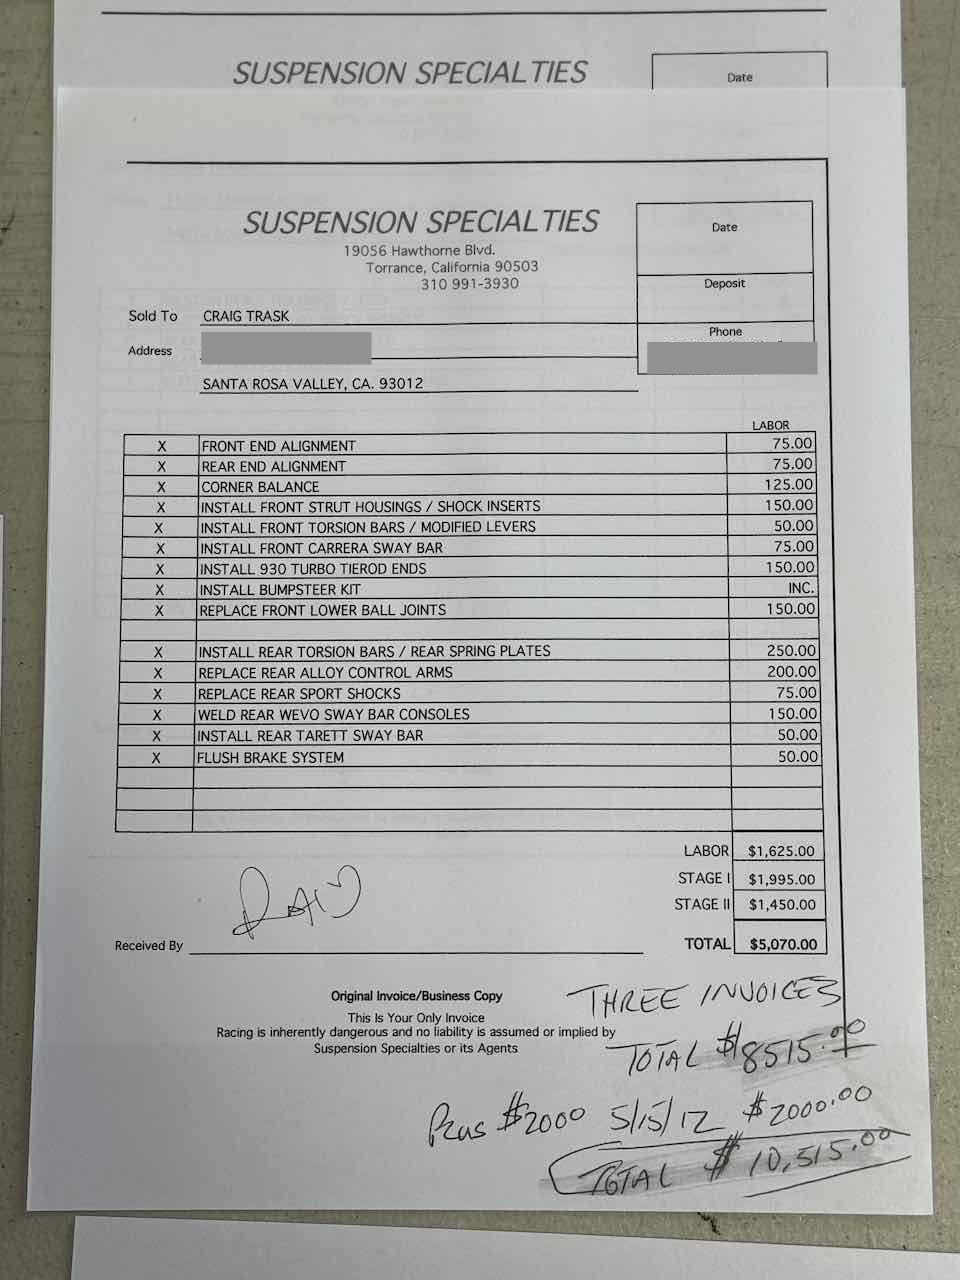 SUSPENSION SPECIALTIES
Date
SUSPENSION SPECIALTIES
19056 Hawthorne Blvd.
Torrance, California 90503
310 991-3930
Date
Deposit
Phone
Sold To CRAIG TRASK
Address
SANTA ROSA VALLEY, CA. 93012
LABOR
X FRONT END ALIGNMENT 75.00
X REAR END ALIGNMENT 75.00
X CORNER BALANCE 125.00
X INSTALL FRONT STRUT HOUSINGS / SHOCK INSERTS 150.00
X INSTALL FRONT TORSION BARS / MODIFIED LEVERS 50.00
X INSTALL FRONT CARRERA SWAY BAR 75.00
X INSTALL 930 TURBO TIEROD ENDS 150.00
X INSTALL BUMPSTEER KIT INC.
X REPLACE FRONT LOWER BALL JOINTS 150.00
X INSTALL REAR TORSION BARS / REAR SPRING PLATES 250.00
X REPLACE REAR ALLOY CONTROL ARMS 200.00
X REPLACE REAR SPORT SHOCKS 75.00
X WELD REAR WEVO SWAY BAR CONSOLES 150.00
X INSTALL REAR TARETT SWAY BAR 50.00
X FLUSH BRAKE SYSTEM 50.00
LABOR $1,625.00
STAGE I $1,995.00
STAGE II $1,450.00
TOTAL $5,070.00
Received By
Original Invoice/Business Copy
This Is Your Only Invoice
Racing is inherently dangerous and no liability is assumed or implied by
Suspension Specialties or its Agents
THREE INVOICES
TOTAL $8515.00
PLUS $2000 5/15/12 $2000.00
TOTAL $10,515.00